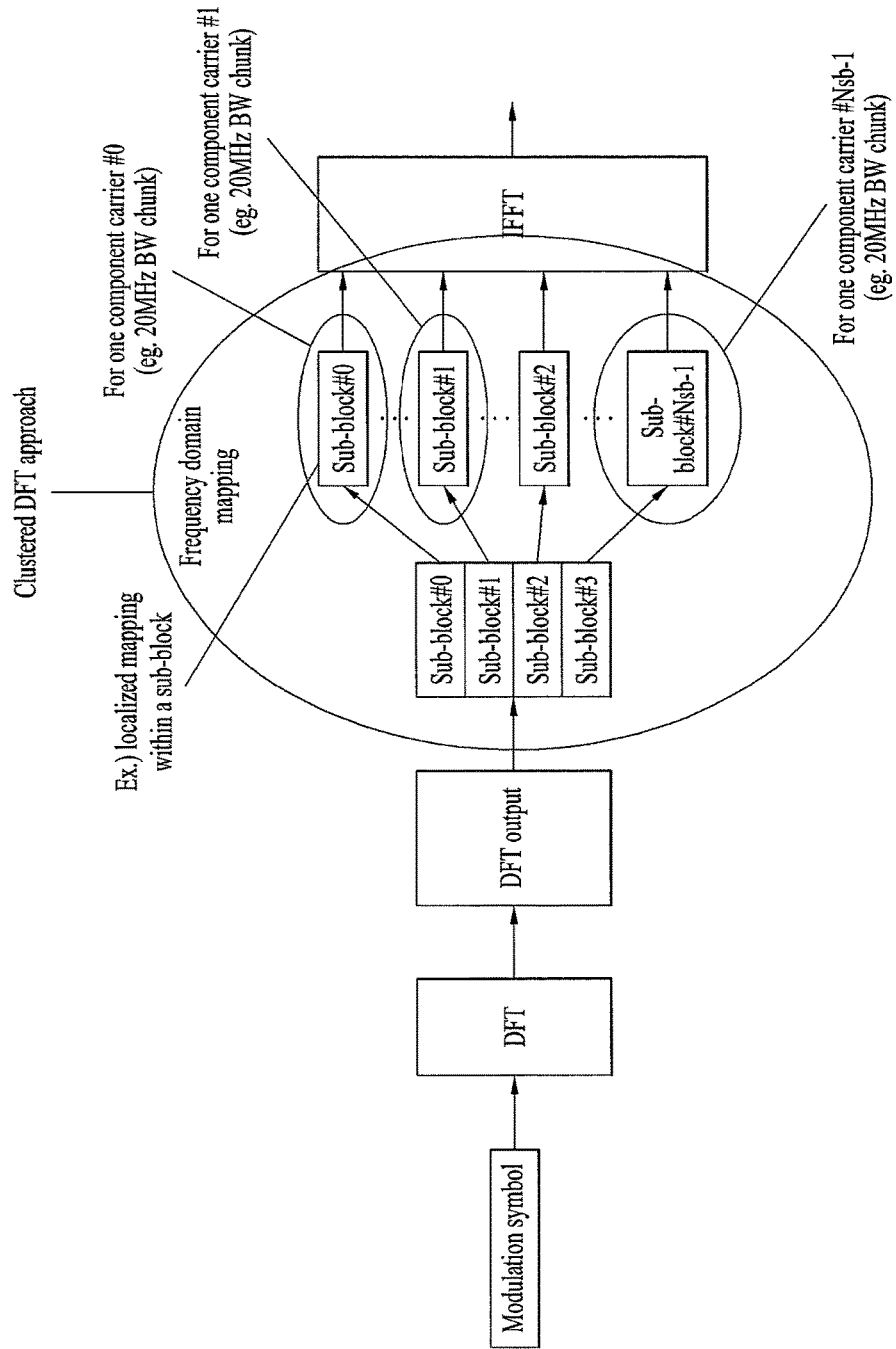 Clustered DFT approach
For one component carrier #0
(eg. 20MHz BW chunk)
For one component carrier #1
(eg. 20MHz BW chunk)
Ex.) localized mapping
within a sub-block
Frequency domain
mapping
Modulation symbol
DFT
DFT output
Sub-block#0
Sub-block#1
Sub-block#2
Sub-block#3
Sub-block#0
...
Sub-block#1
...
Sub-block#2
...
Sub-
block#Nsb-1
IFFT
For one component carrier #Nsb-1
(eg. 20MHz BW chunk)